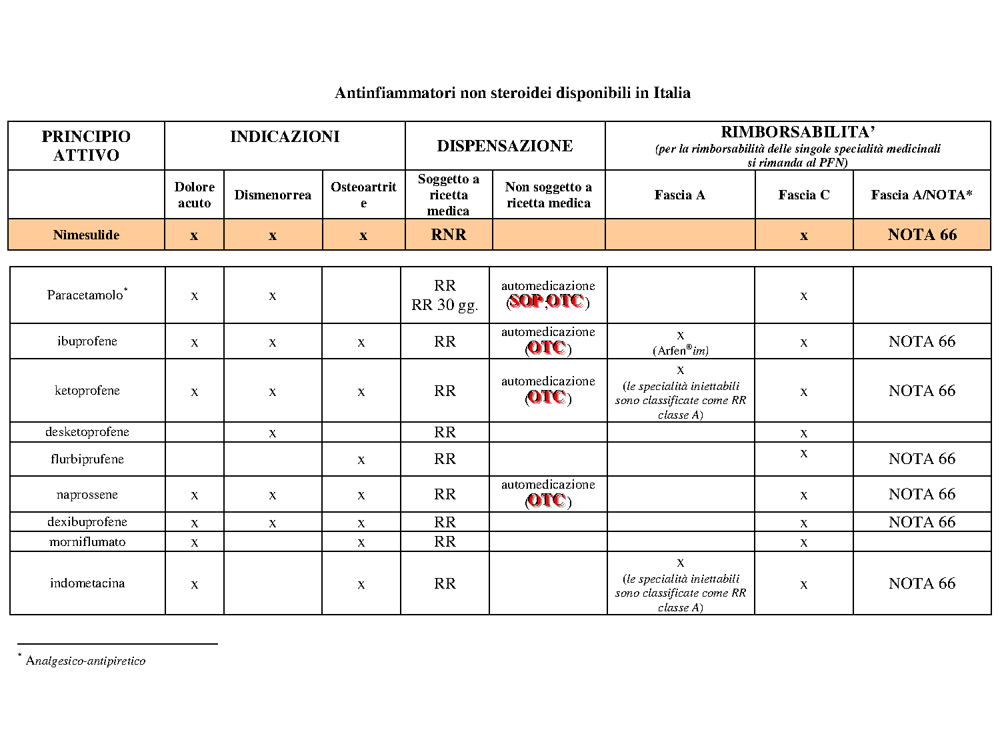 Antinfiammatori non steroidei disponibili in Italia
PRINCIPIO ATTIVO INDICAZIONI DISPENSAZIONE RIMBORSABILITA’
(per la rimborsabilità delle singole specialità medicinali
si rimanda al PFN)
Dolore acuto Dismenorrea Osteoartrit e Soggetto a ricetta medica Non soggetto a ricetta medica Fascia A Fascia C Fascia A/NOTA*
Nimesulide x x x RNR x NOTA 66
Paracetamolo* x x RR RR 30 gg. automedicazione (SOP;OTC) x
ibuprofene x x x RR automedicazione (OTC) x (Arfen®im) x NOTA 66
ketoprofene x x x RR automedicazione (OTC) x (le specialità iniettabili sono classificate come RR classe A) x NOTA 66
desketoprofene x RR x
flurbiprufene x RR x NOTA 66
naprossene x x x RR automedicazione (OTC) x NOTA 66
dexibuprofene x x x RR x NOTA 66
morniflumato x x RR x
indometacina x x RR x (le specialità iniettabili sono classificate come RR classe A) x NOTA 66
* Analgesico-antipiretico